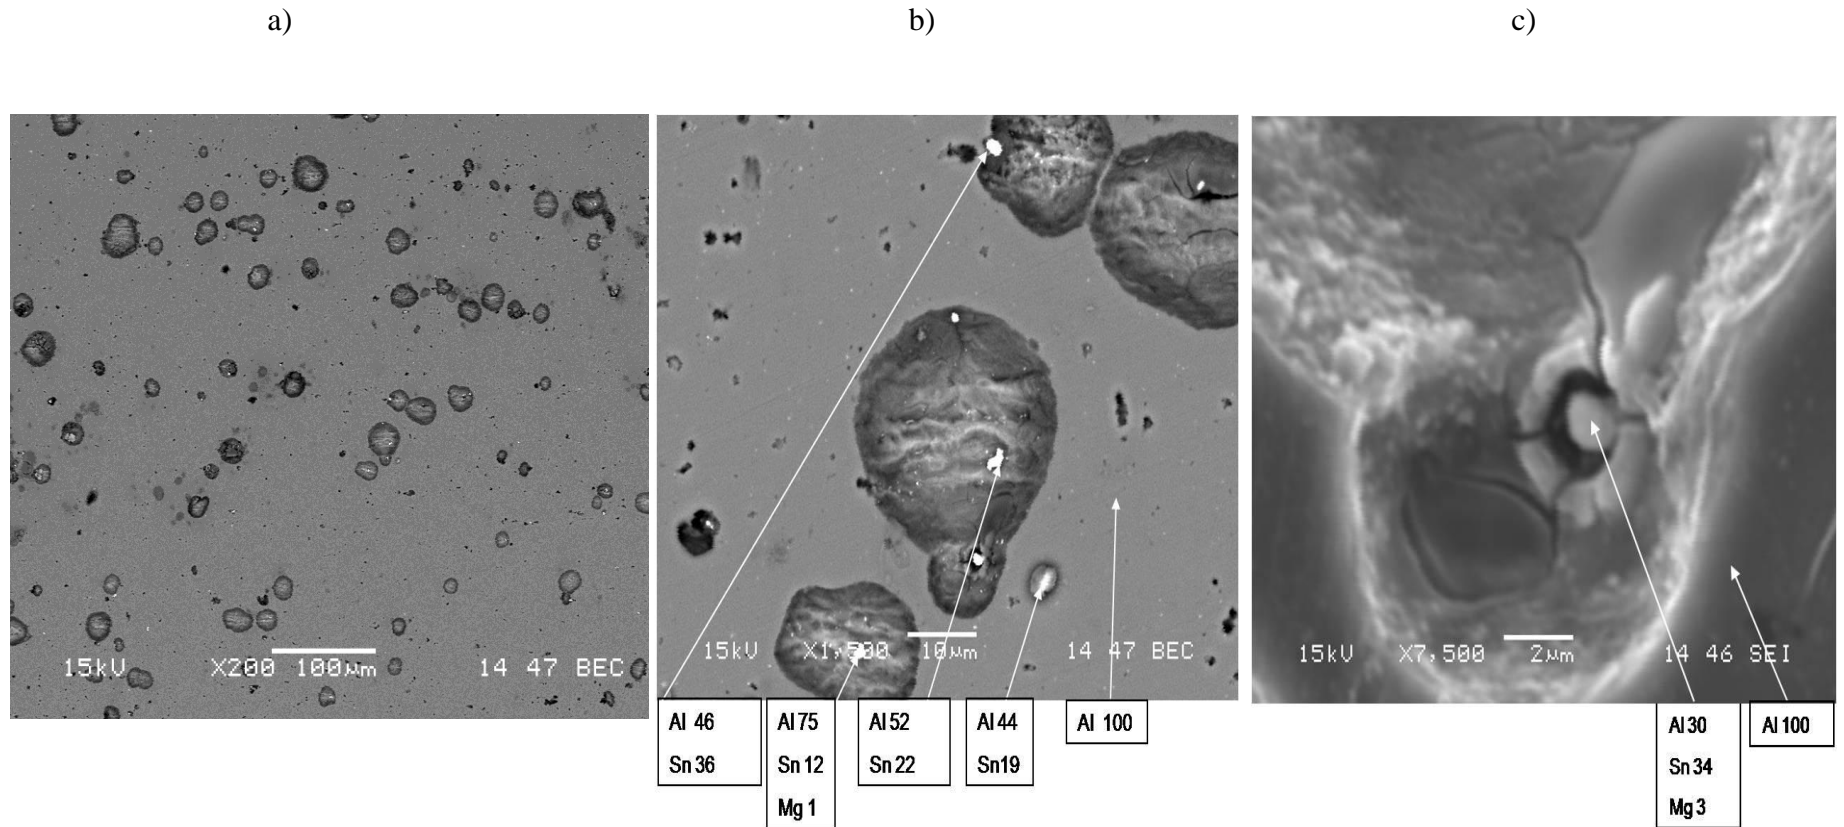 a)
b)
c)
15kV X200 100µm 14 47 BEC
15kV X1,500 10µm 14 47 BEC
15kV X7,500 2µm 14 46 SEI
Al 46
Sn 36
Al 75
Sn 12
Mg 1
Al 52
Sn 22
Al 44
Sn19
Al 100
Al 30
Sn 34
Mg 3
Al 100